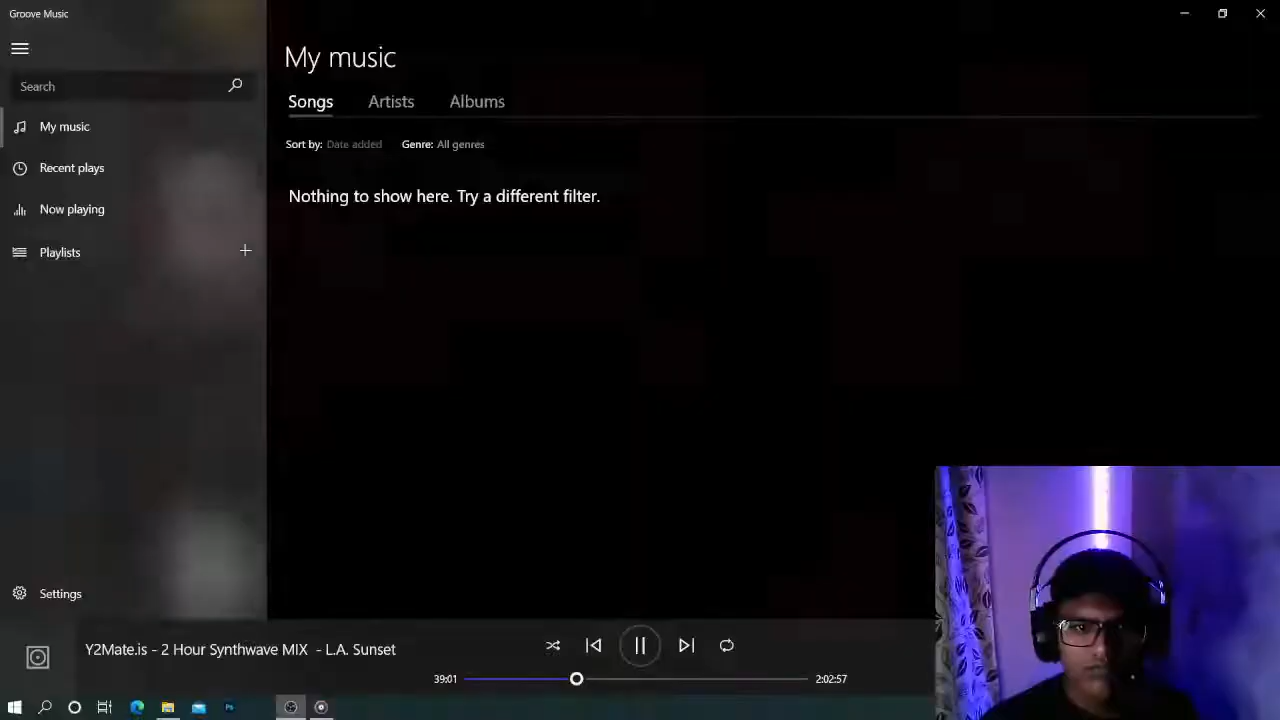 Groove Music
Search
My music
Recent plays
Now playing
Playlists
Settings
My music
Songs Artists Albums
Sort by: Date added Genre: All genres
Nothing to show here. Try a different filter.
Y2Mate.is - 2 Hour Synthwave MIX - L.A. Sunset
39:01 2:02:57